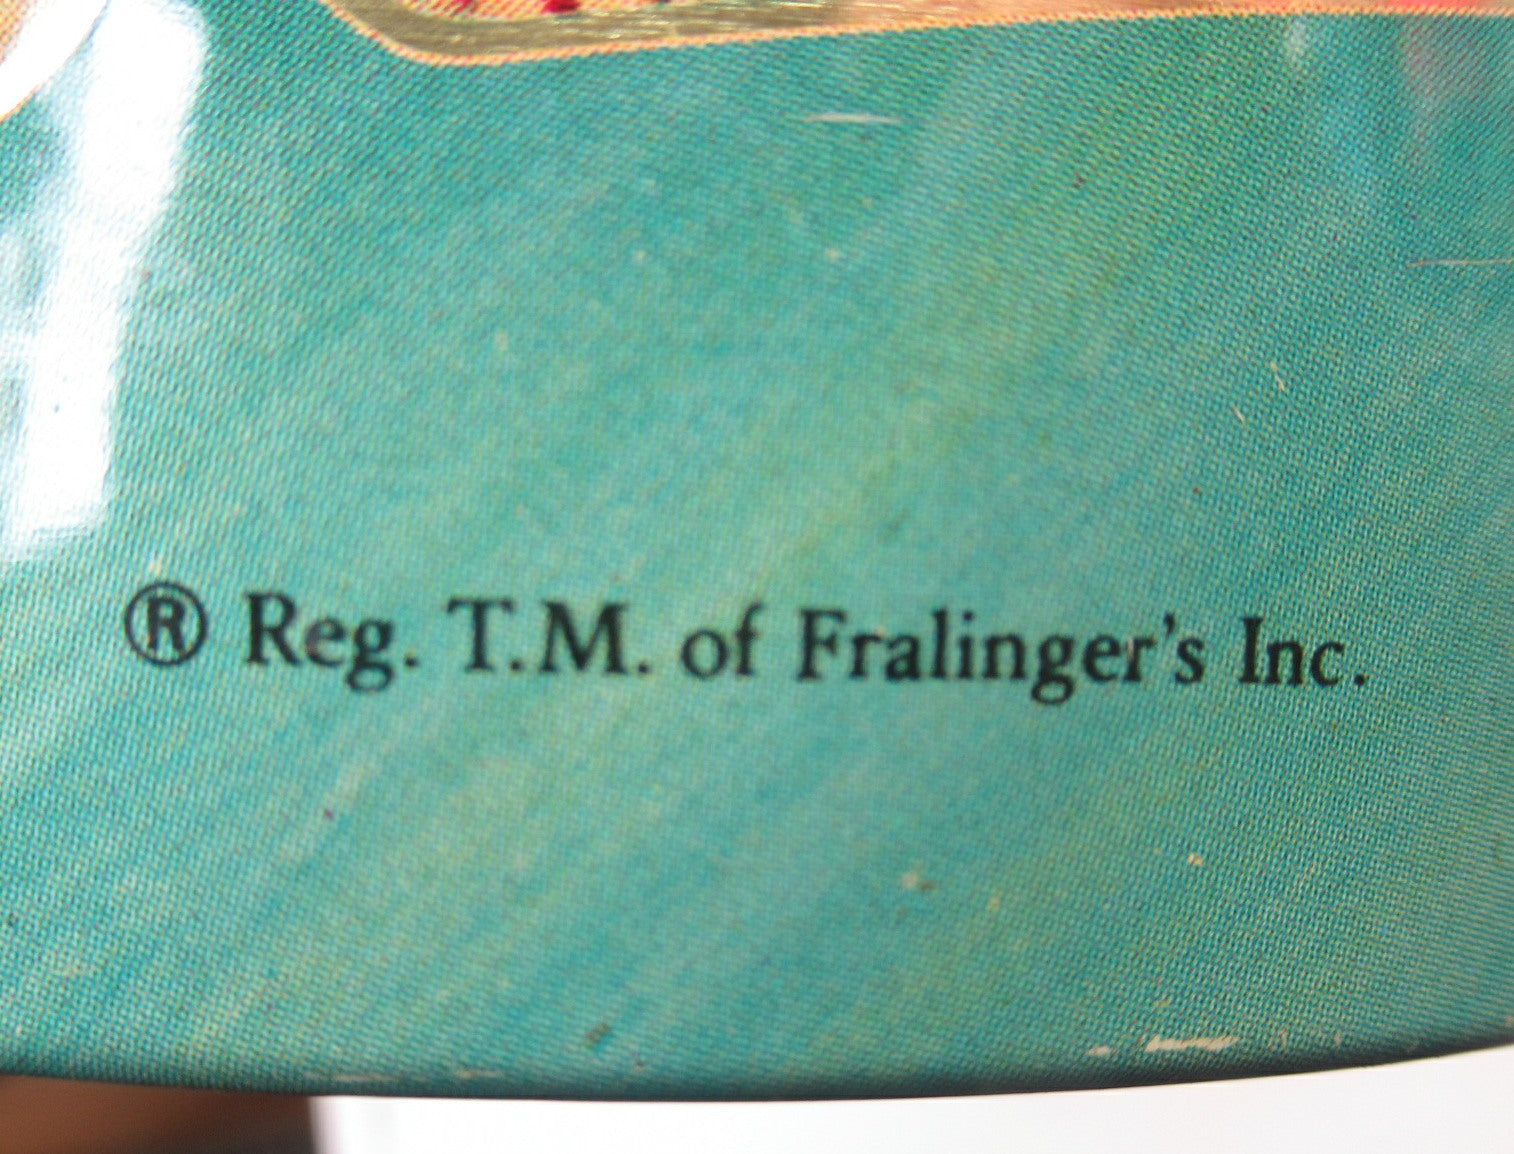 ® Reg. T.M. of Fralinger's Inc.